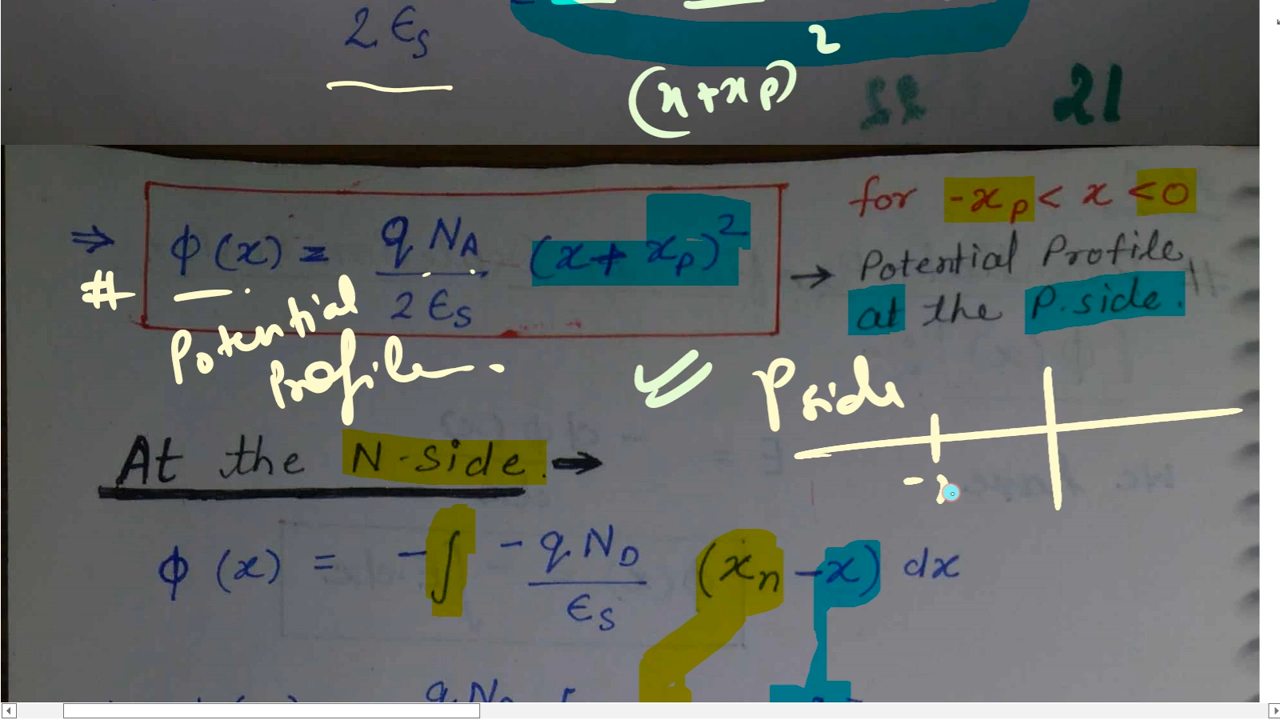 2 ϵs
(x+xp)²
21
for -xp < x < 0
⇒ φ(x) = q NA / 2 ϵs (x + xp)²
→ Potential Profile
at the P.side.
# Potential
Profile.
P side
At the N-side. →
-x
φ (x) = -∫ - q ND / ϵs (xn - x) dx